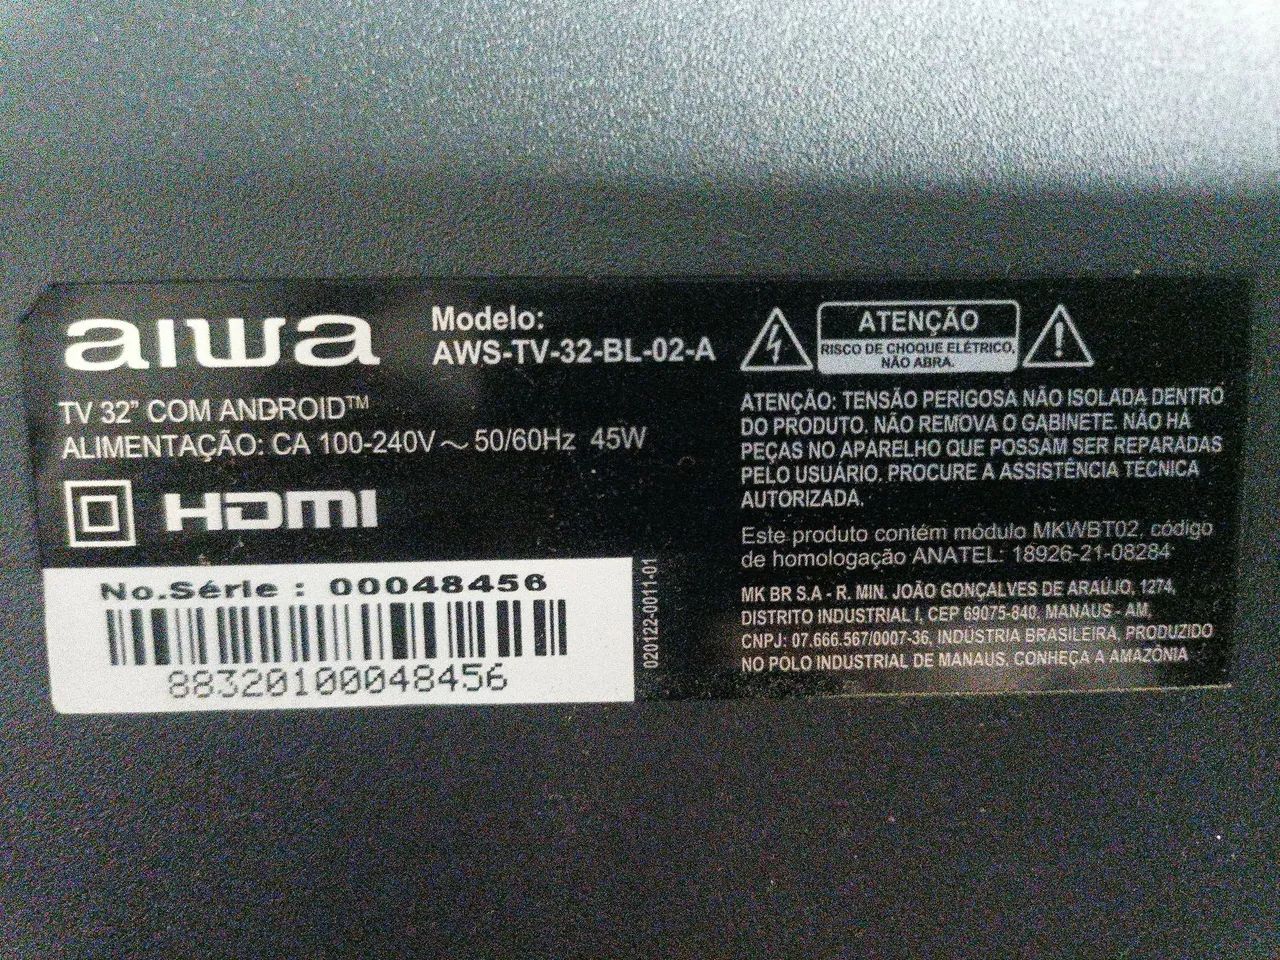 aiwa
Modelo:
AWS-TV-32-BL-02-A
TV 32” COM ANDROID™
ALIMENTAÇÃO: CA 100-240V ~ 50/60Hz 45W
HDMI
No.Série : 00048456
88320100048456
020122-00111-01
ATENÇÃO
RISCO DE CHOQUE ELÉTRICO,
NÃO ABRA.
ATENÇÃO: TENSÃO PERIGOSA NÃO ISOLADA DENTRO
DO PRODUTO. NÃO REMOVA O GABINETE. NÃO HÁ
PEÇAS NO APARELHO QUE POSSAM SER REPARADAS
PELO USUÁRIO. PROCURE A ASSISTÊNCIA TÉCNICA
AUTORIZADA.
Este produto contém módulo MKWBT02, código
de homologação ANATEL: 18926-21-08284
MK BR S.A - R. MIN. JOÃO GONÇALVES DE ARAÚJO, 1274,
DISTRITO INDUSTRIAL I, CEP 69075-840, MANAUS - AM,
CNPJ: 07.666.567/0007-36, INDÚSTRIA BRASILEIRA, PRODUZIDO
NO POLO INDUSTRIAL DE MANAUS, CONHEÇA A AMAZÔNIA